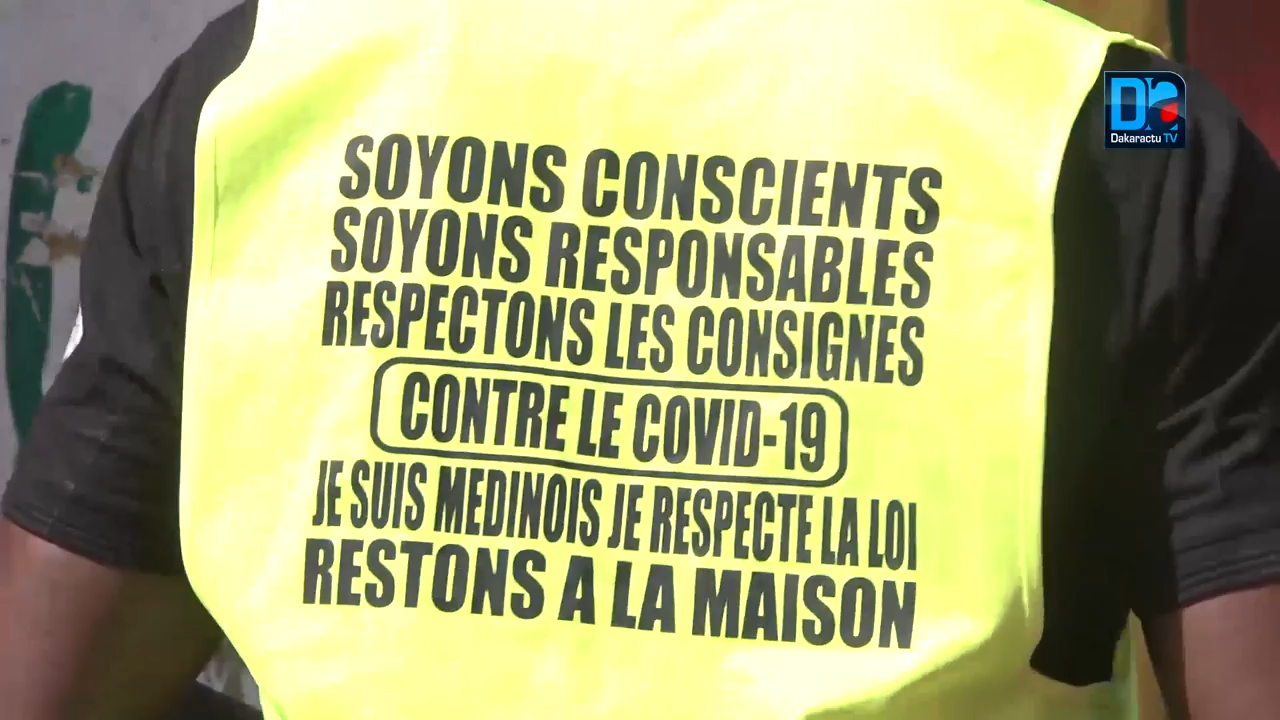 Dakaractu TV
SOYONS CONSCIENTS
SOYONS RESPONSABLES
RESPECTONS LES CONSIGNES
CONTRE LE COVID-19
JE SUIS MEDINOIS JE RESPECTE LA LOI
RESTONS A LA MAISON